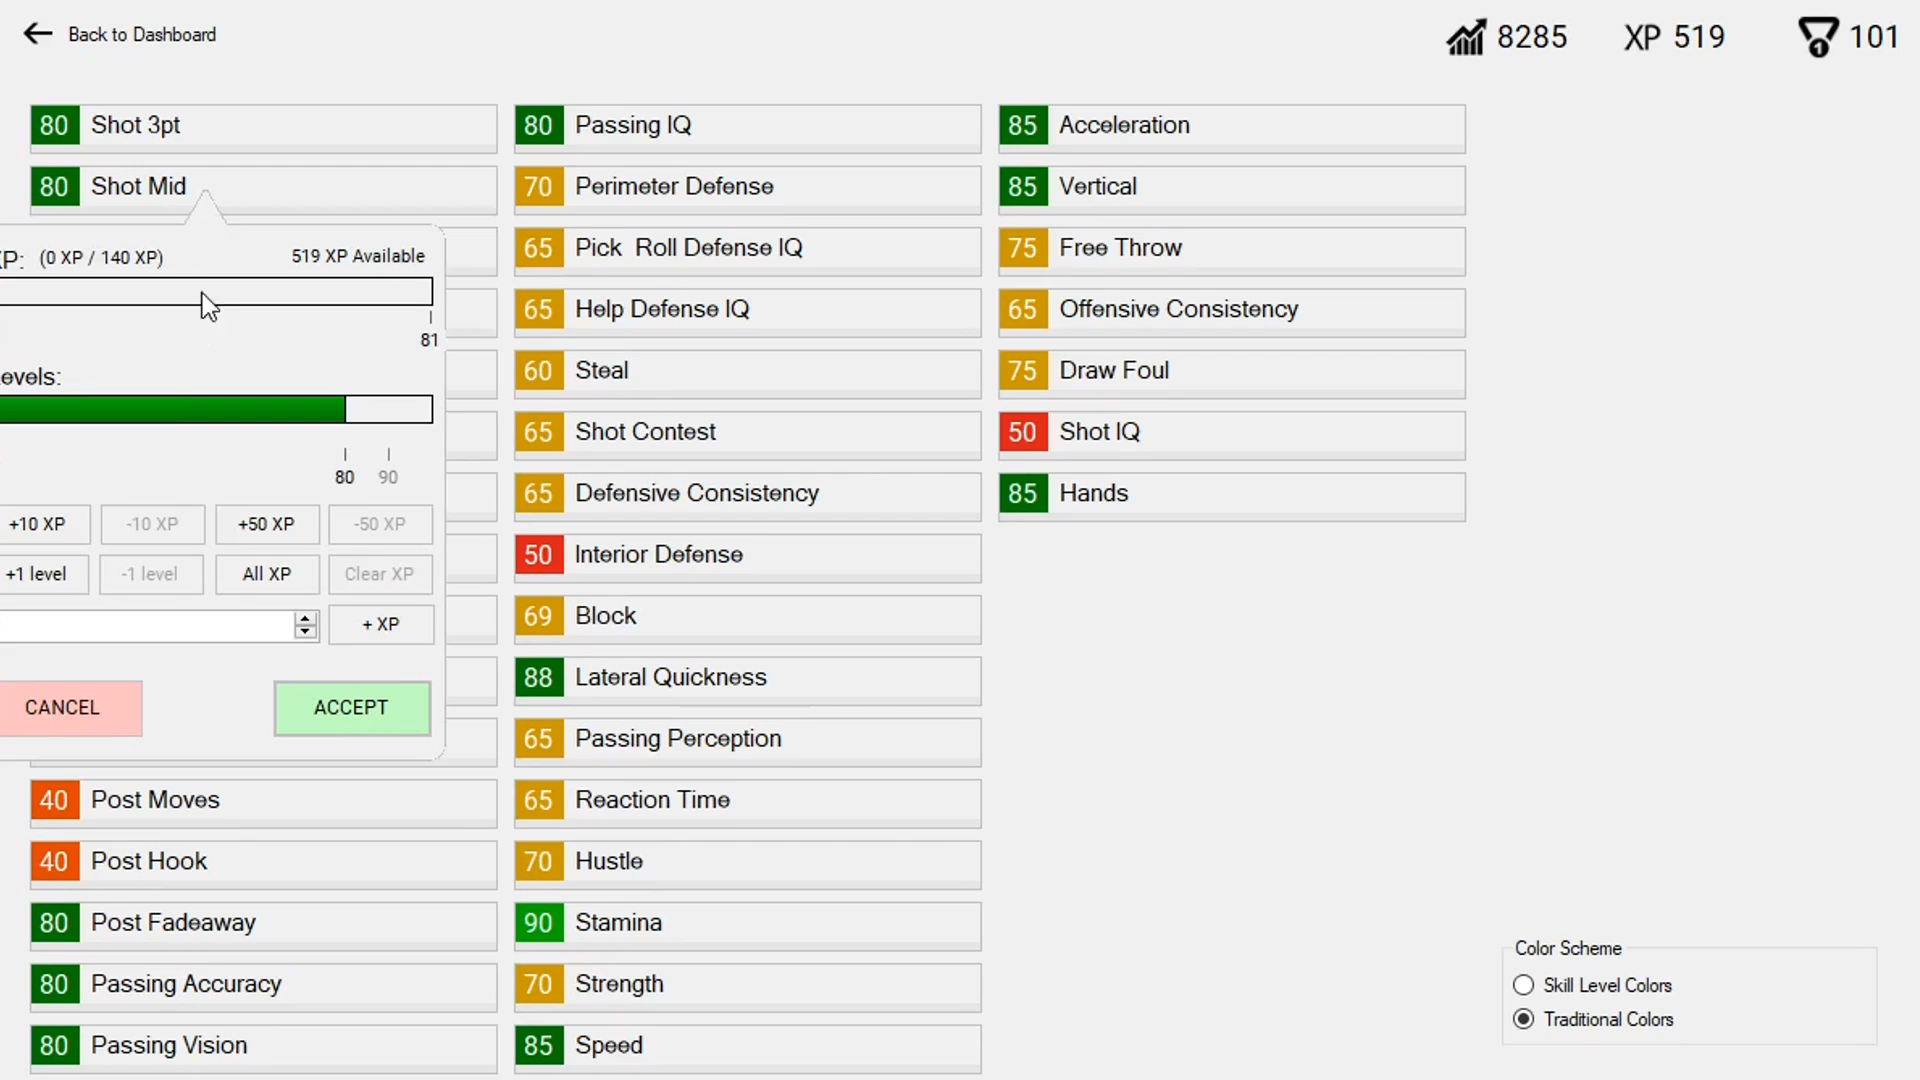 Back to Dashboard
8285
XP 519
1
101
80 Shot 3pt
80 Shot Mid
XP: (0 XP / 140 XP)
519 XP Available
81
evels:
80 90
+10 XP
-10 XP
+50 XP
-50 XP
+1 level
-1 level
All XP
Clear XP
+ XP
CANCEL
ACCEPT
40 Post Moves
40 Post Hook
80 Post Fadeaway
80 Passing Accuracy
80 Passing Vision
80 Passing IQ
70 Perimeter Defense
65 Pick  Roll Defense IQ
65 Help Defense IQ
60 Steal
65 Shot Contest
65 Defensive Consistency
50 Interior Defense
69 Block
88 Lateral Quickness
65 Passing Perception
65 Reaction Time
70 Hustle
90 Stamina
70 Strength
85 Speed
85 Acceleration
85 Vertical
75 Free Throw
65 Offensive Consistency
75 Draw Foul
50 Shot IQ
85 Hands
Color Scheme
Skill Level Colors
Traditional Colors